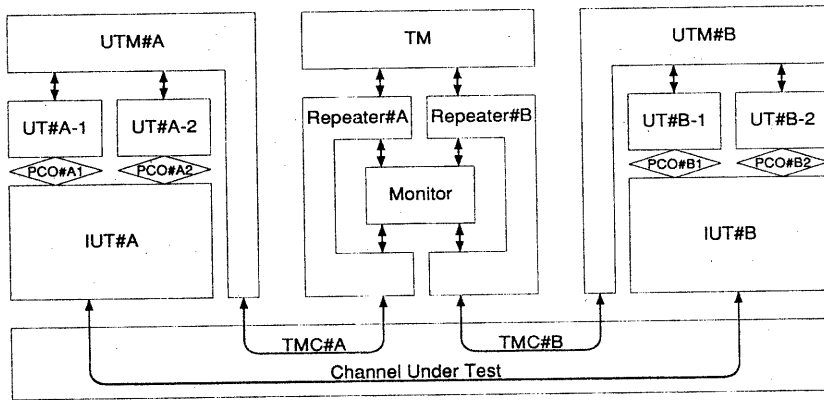 UTM#A
TM
UTM#B
Repeater#A
Repeater#B
UT#A-1
UT#A-2
UT#B-1
UT#B-2
PCO#A1
PCO#A2
PCO#B1
PCO#B2
Monitor
IUT#A
IUT#B
TMC#A
TMC#B
Channel Under Test